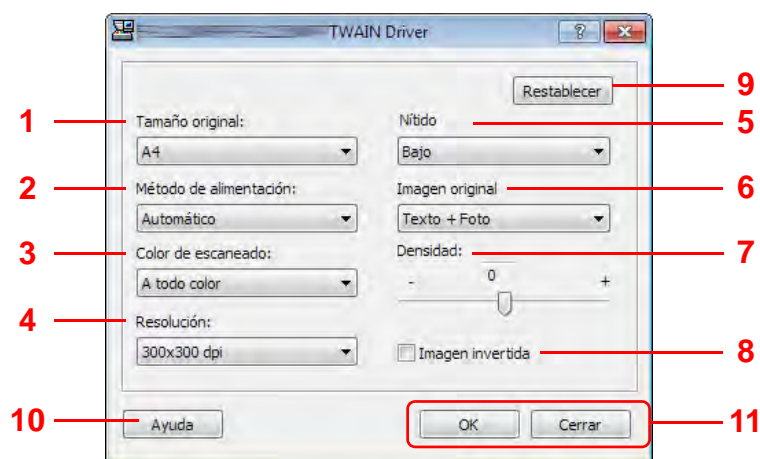 TWAIN Driver
?
Restablecer
9
1
Tamaño original:
Nítido
5
A4
Bajo
2
Método de alimentación:
Imagen original
6
Automático
Texto + Foto
3
Color de escaneado:
Densidad:
7
A todo color
- 0 +
4
Resolución:
300x300 dpi
Imagen invertida
8
10
Ayuda
OK
Cerrar
11